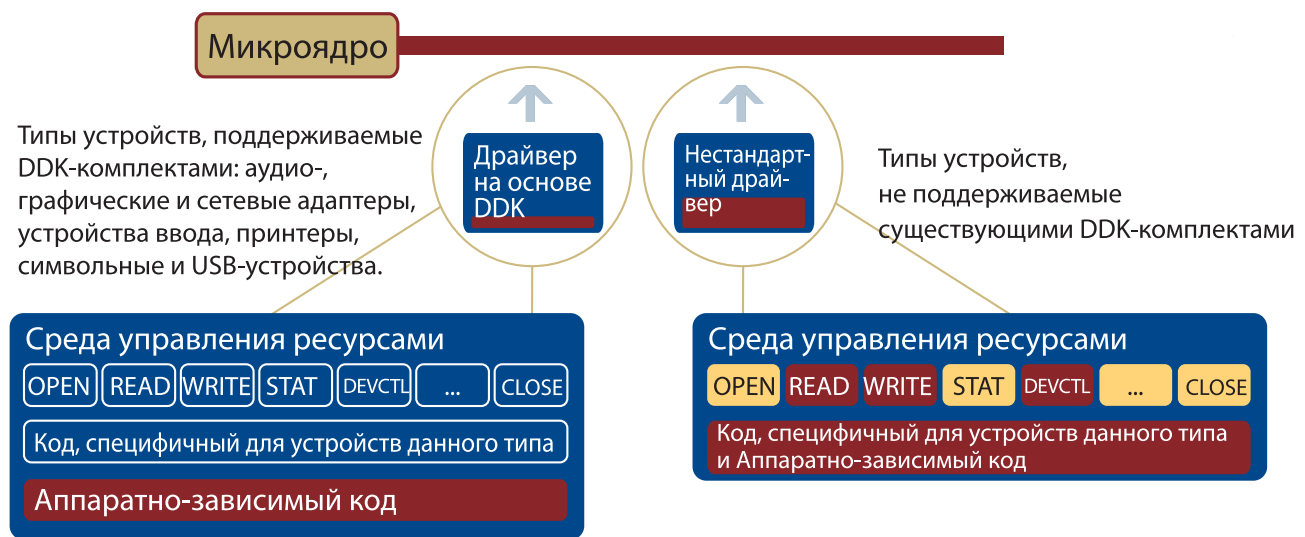 Микроядро
Типы устройств, поддерживаемые
DDK-комплектами: аудио-,
графические и сетевые адаптеры,
устройства ввода, принтеры,
символьные и USB-устройства.
Драйвер
на основе
DDK
Нестандарт-
ный драй-
вер
Типы устройств,
не поддерживаемые
существующими DDK-комплектами
Среда управления ресурсами
OPEN READ WRITE STAT DEVCTL ... CLOSE
Код, специфичный для устройств данного типа
Аппаратно-зависимый код
Среда управления ресурсами
OPEN READ WRITE STAT DEVCTL ... CLOSE
Код, специфичный для устройств данного типа
и Аппаратно-зависимый код